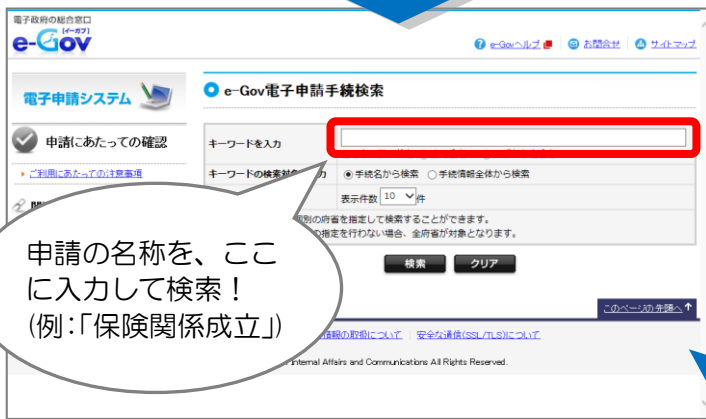 電子政府の総合窓口
(イーガブ)
e-Gov
e-Govヘルプ お問合せ サイトマップ
電子申請システム
e-Gov電子申請手続検索
申請にあたっての確認
ご利用にあたっての注意事項
キーワードを入力
キーワードの検索対象 力 手続名から検索 手続情報全体から検索
表示件数 10 件
別の府省を指定して検索することができます。
の指定を行わない場合、全府省が対象となります。
検索 クリア
申請の名称を、ここ
に入力して検索！
(例：「保険関係成立」)
このページの先頭へ↑
情報の取扱について 安全な通信(SSL/TLS)について
Internal Affairs and Communications All Rights Reserved.